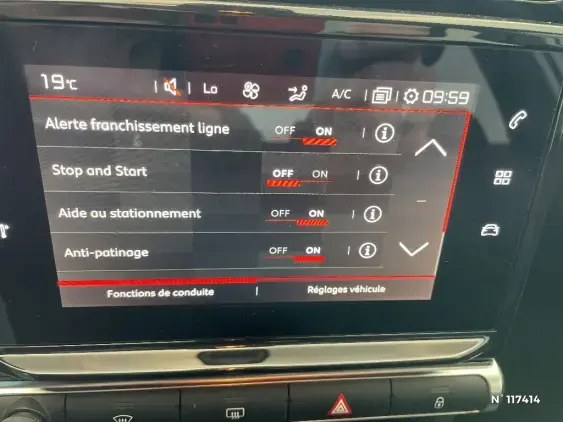 19°C Lo A/C 09:59
Alerte franchissement ligne OFF ON
Stop and Start OFF ON
Aide au stationnement OFF ON
Anti-patinage OFF ON
Fonctions de conduite Réglages véhicule
N°117414